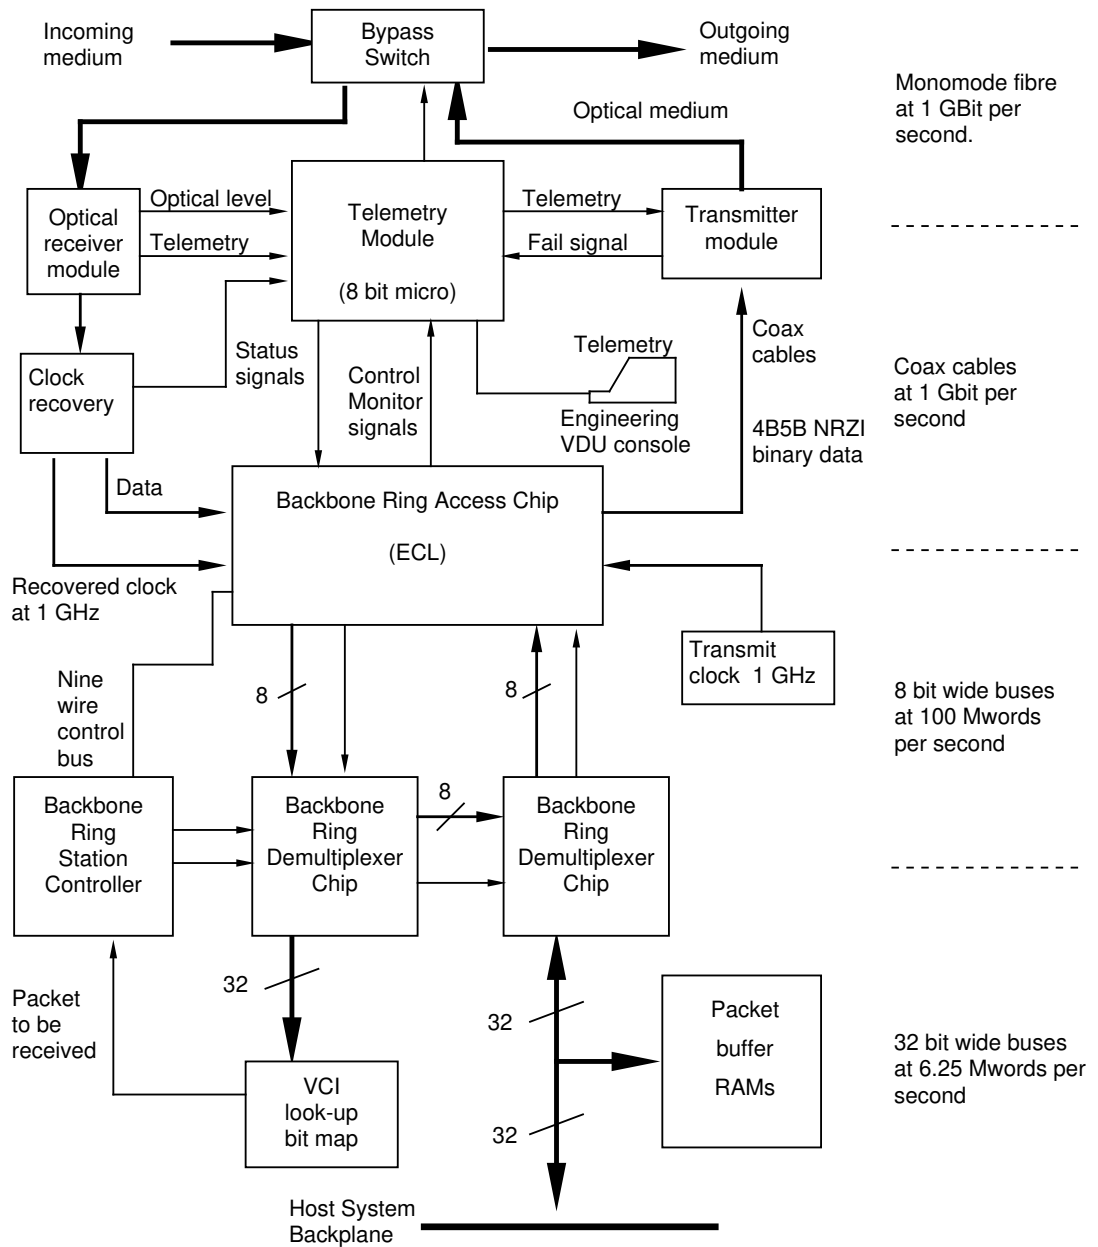 Incoming
medium
Bypass
Switch
Outgoing
medium
Monomode fibre
at 1 GBit per
second.
Optical medium
Optical
receiver
module
Optical level
Telemetry
Telemetry
Module
(8 bit micro)
Telemetry
Fail signal
Transmitter
module
Clock
recovery
Status
signals
Control
Monitor
signals
Telemetry
Engineering
VDU console
Coax
cables
4B5B NRZI
binary data
Coax cables
at 1 Gbit per
second
Data
Backbone Ring Access Chip
(ECL)
Recovered clock
at 1 GHz
Transmit
clock 1 GHz
Nine
wire
control
bus
8
8
8 bit wide buses
at 100 Mwords
per second
Backbone
Ring
Station
Controller
Backbone
Ring
Demultiplexer
Chip
8
Backbone
Ring
Demultiplexer
Chip
Packet
to be
received
32
VCI
look-up
bit map
32
32
Packet
buffer
RAMs
32 bit wide buses
at 6.25 Mwords per
second
Host System
Backplane